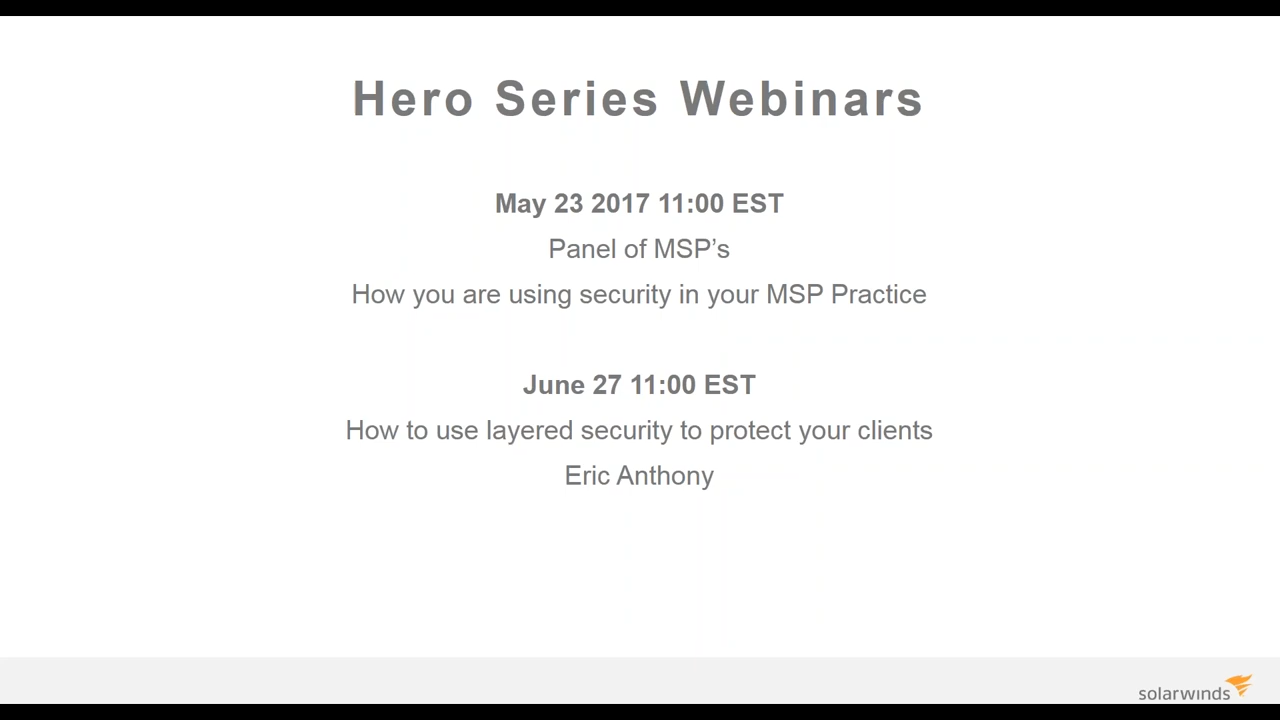 Hero Series Webinars
May 23 2017 11:00 EST
Panel of MSP’s
How you are using security in your MSP Practice
June 27 11:00 EST
How to use layered security to protect your clients
Eric Anthony
solarwinds